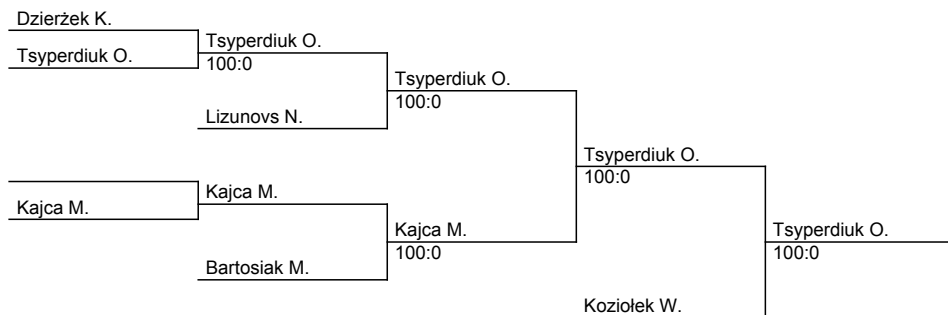 Dzierżek K.
Tsyperdiuk O.
Tsyperdiuk O.
100:0
Tsyperdiuk O.
100:0
Lizunovs N.
Tsyperdiuk O.
100:0
Kajca M.
Kajca M.
Kajca M.
100:0
Tsyperdiuk O.
100:0
Bartosiak M.
Koziołek W.